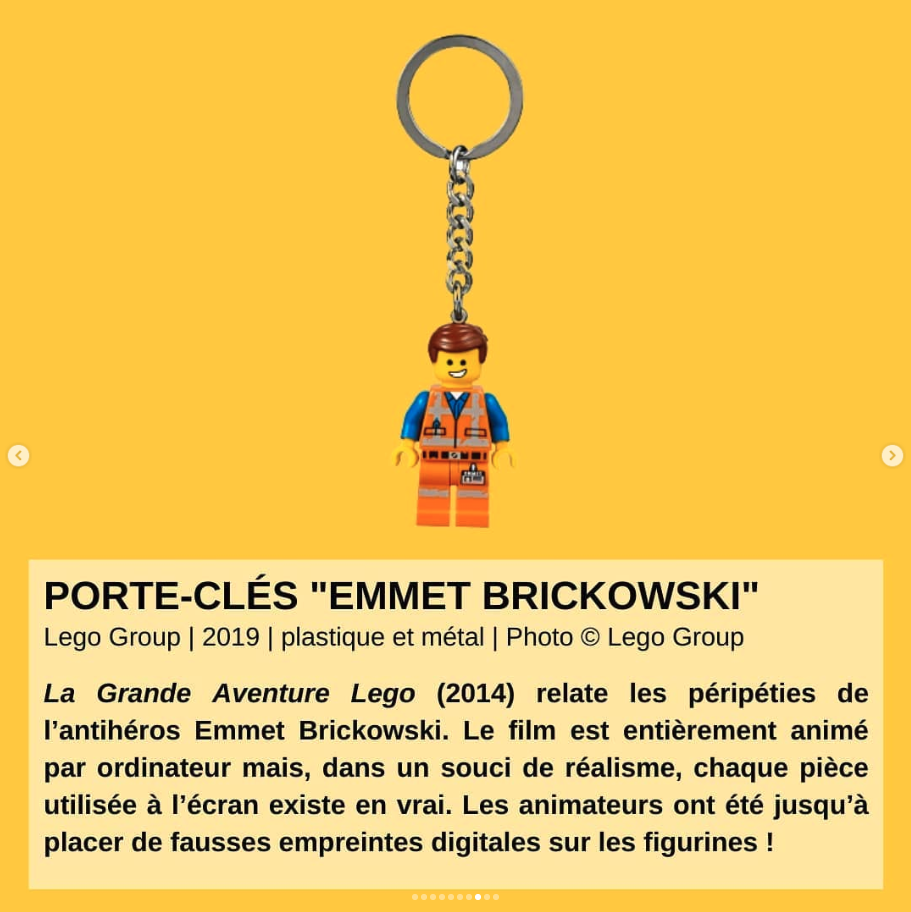 PORTE-CLÉS "EMMET BRICKOWSKI"
Lego Group | 2019 | plastique et métal | Photo © Lego Group
La Grande Aventure Lego (2014) relate les péripéties de
l’antihéros Emmet Brickowski. Le film est entièrement animé
par ordinateur mais, dans un souci de réalisme, chaque pièce
utilisée à l’écran existe en vrai. Les animateurs ont été jusqu’à
placer de fausses empreintes digitales sur les figurines !